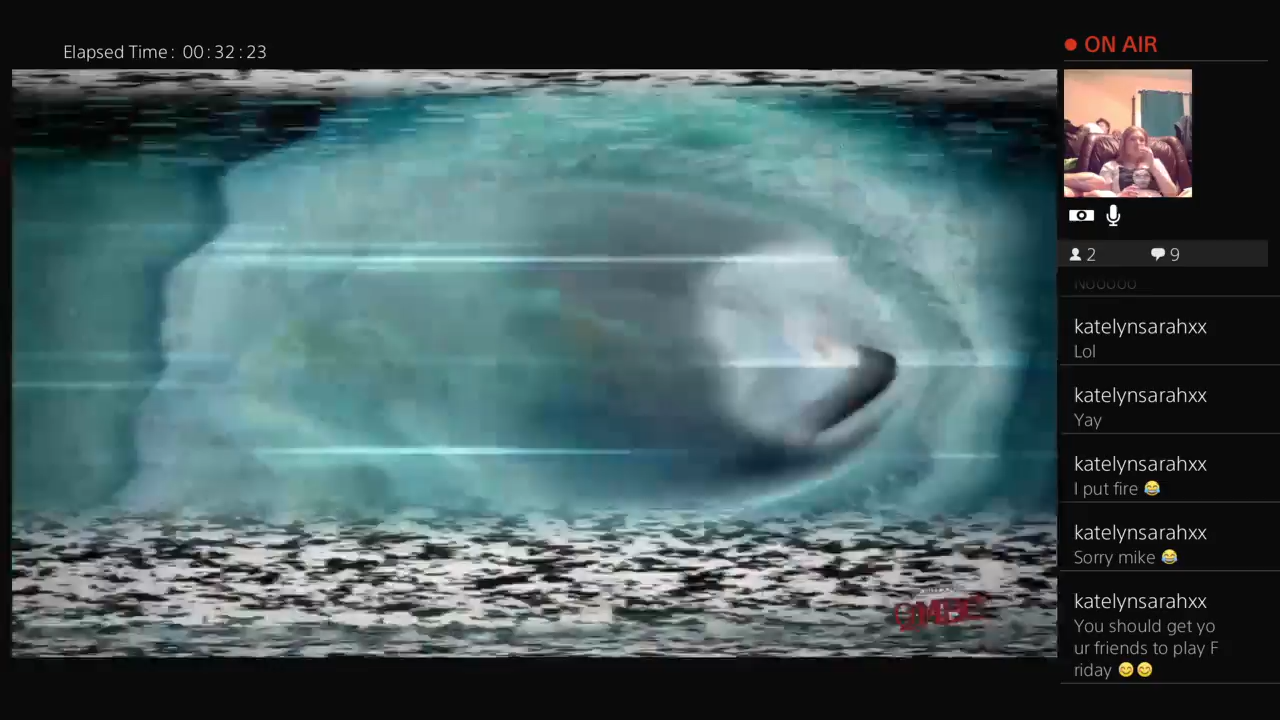 Elapsed Time: 00:32:23
ON AIR
2
9
Nooooo
katelynsarahxx
Lol
katelynsarahxx
Yay
katelynsarahxx
I put fire 😂
katelynsarahxx
Sorry mike 😂
katelynsarahxx
You should get yo
ur friends to play F
riday 😊😊